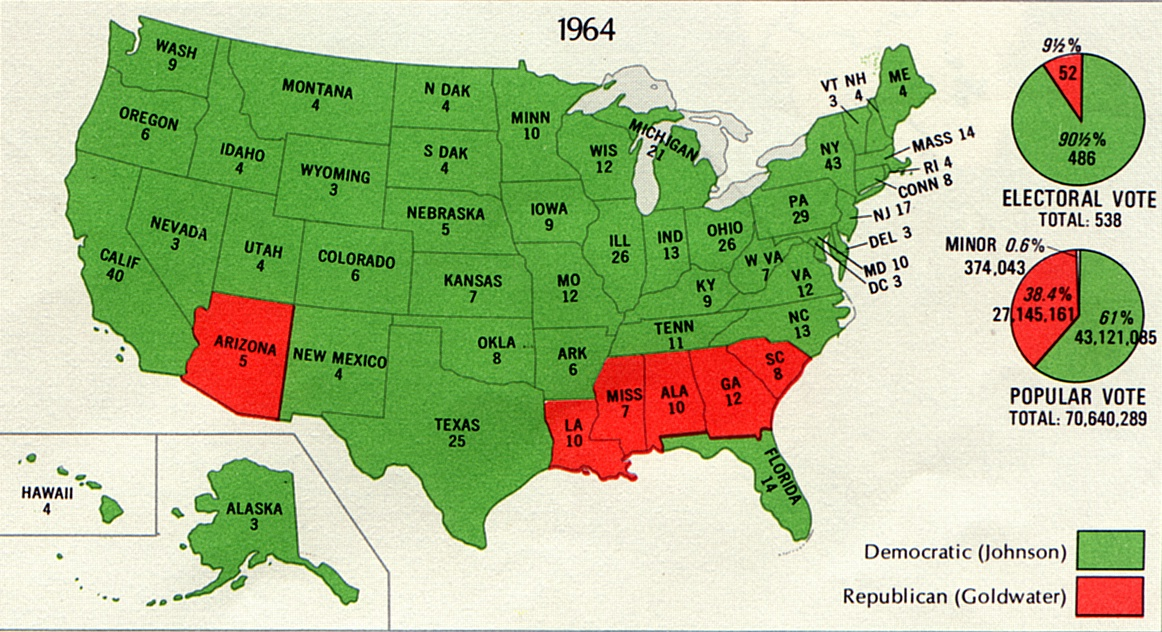 1964
WASH
9
OREGON
6
CALIF
40
NEVADA
3
IDAHO
4
MONTANA
4
WYOMING
3
UTAH
4
COLORADO
6
ARIZONA
5
NEW MEXICO
4
N DAK
4
S DAK
4
NEBRASKA
5
KANSAS
7
OKLA
8
TEXAS
25
MINN
10
IOWA
9
MO
12
ARK
6
LA
10
WIS
12
ILL
26
MICHIGAN
21
IND
13
OHIO
26
KY
9
TENN
11
MISS
7
ALA
10
GA
12
FLORIDA
14
SC
8
NC
13
VA
12
W VA
7
PA
29
NY
43
VT
3
NH
4
ME
4
MASS 14
RI 4
CONN 8
NJ 17
DEL 3
MD 10
DC 3
HAWAII
4
ALASKA
3
9½%
52
90½%
486
ELECTORAL VOTE
TOTAL: 538
MINOR 0.6%
374,043
38.4%
27,145,161
61%
43,121,085
POPULAR VOTE
TOTAL: 70,640,289
Democratic (Johnson)
Republican (Goldwater)